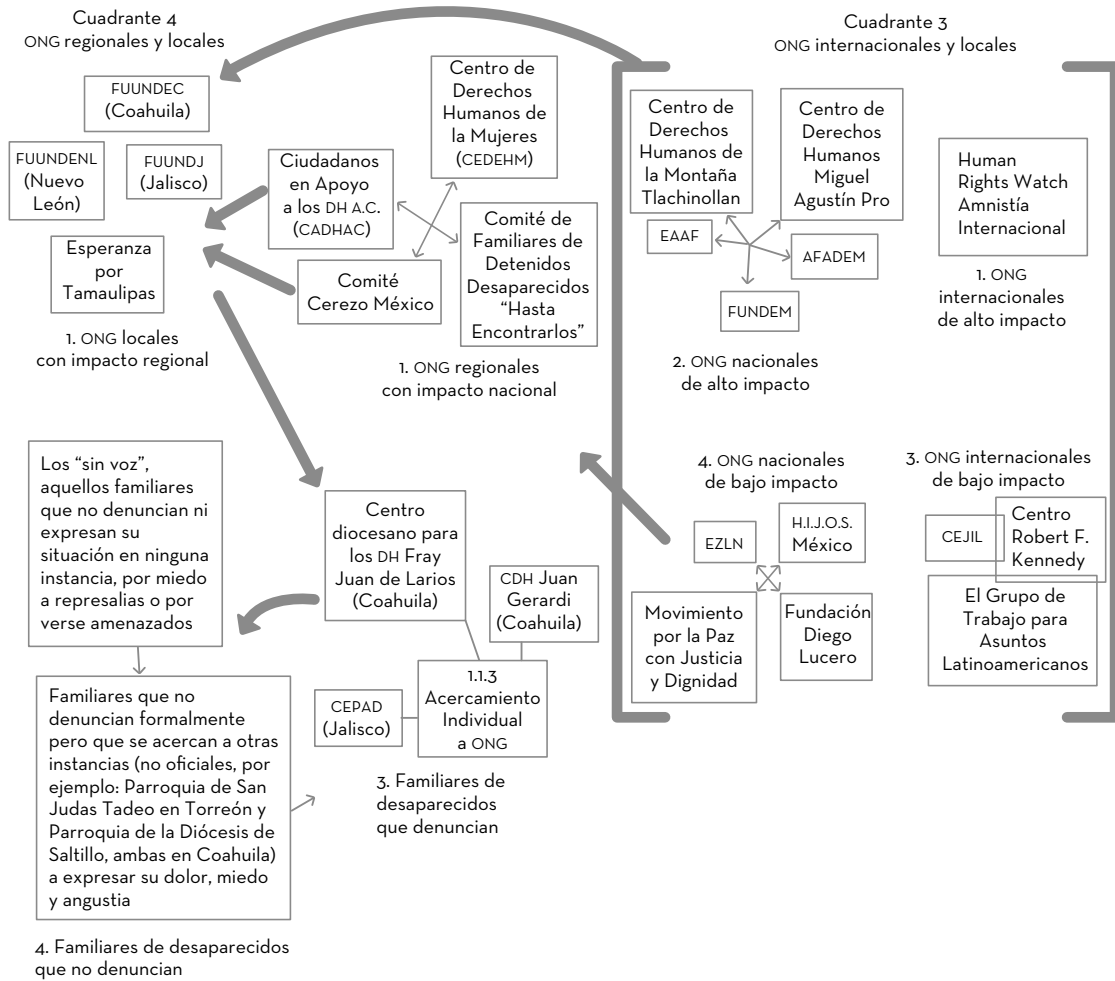 Cuadrante 4
ONG regionales y locales
FUUNDEC
(Coahuila)
FUUNDENL
(Nuevo
León)
FUUNDJ
(Jalisco)
Esperanza
por
Tamaulipas
1. ONG locales
con impacto regional
Ciudadanos
en Apoyo
a los DH A.C.
(CADHAC)
Centro de
Derechos
Humanos de
la Mujeres
(CEDEHM)
Comité
Cerezo México
Comité de
Familiares de
Detenidos
Desaparecidos
“Hasta
Encontrarlos”
1. ONG regionales
con impacto nacional
Los “sin voz”,
aquellos familiares
que no denuncian ni
expresan su
situación en ninguna
instancia, por miedo
a represalias o por
verse amenazados
Familiares que no
denuncian formalmente
pero que se acercan a otras
instancias (no oficiales, por
ejemplo: Parroquia de San
Judas Tadeo en Torreón y
Parroquia de la Diócesis de
Saltillo, ambas en Coahuila)
a expresar su dolor, miedo
y angustia
4. Familiares de desaparecidos
que no denuncian
Centro
diocesano para
los DH Fray
Juan de Larios
(Coahuila)
CDH Juan
Gerardi
(Coahuila)
CEPAD
(Jalisco)
1.1.3
Acercamiento
Individual
a ONG
3. Familiares de
desaparecidos
que denuncian
Cuadrante 3
ONG internacionales y locales
Centro de
Derechos
Humanos de
la Montaña
Tlachinollan
Centro de
Derechos
Humanos
Miguel
Agustín Pro
EAAF
AFADEM
FUNDEM
2. ONG nacionales
de alto impacto
Human
Rights Watch
Amnistía
Internacional
1. ONG
internacionales
de alto impacto
4. ONG nacionales
de bajo impacto
EZLN
H.I.J.O.S.
México
Movimiento
por la Paz
con Justicia
y Dignidad
Fundación
Diego
Lucero
3. ONG internacionales
de bajo impacto
CEJIL
Centro
Robert F.
Kennedy
El Grupo de
Trabajo para
Asuntos
Latinoamericanos